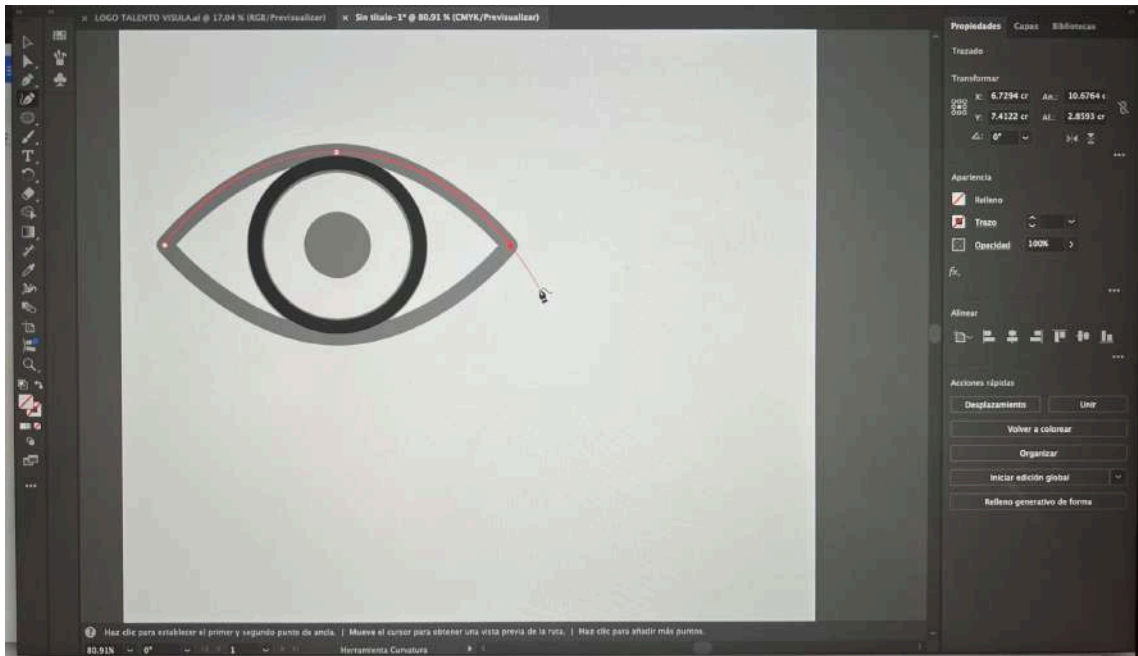 × LOGO TALENTO VISULA.ai @ 17,04 % (RGB/Previsualizar)
× Sin título-1* @ 80,91 % (CMYK/Previsualizar)
Propiedades Capas Bibliotecas
Trazado
Transformar
X: 6.7294 cr An.: 10.6764 c
Y: 7.4122 cr Al.: 2.8593 cr
0°
Apariencia
Relleno
Trazo
Opacidad 100%
fx.
Alinear
Acciones rápidas
Desplazamiento Unir
Volver a colorear
Organizar
Iniciar edición global
Relleno generativo de forma
Haz clic para establecer el primer y segundo punto de ancla. | Mueve el cursor para obtener una vista previa de la ruta. | Haz clic para añadir más puntos.
80.91% 0° 1 Herramienta Curvatura